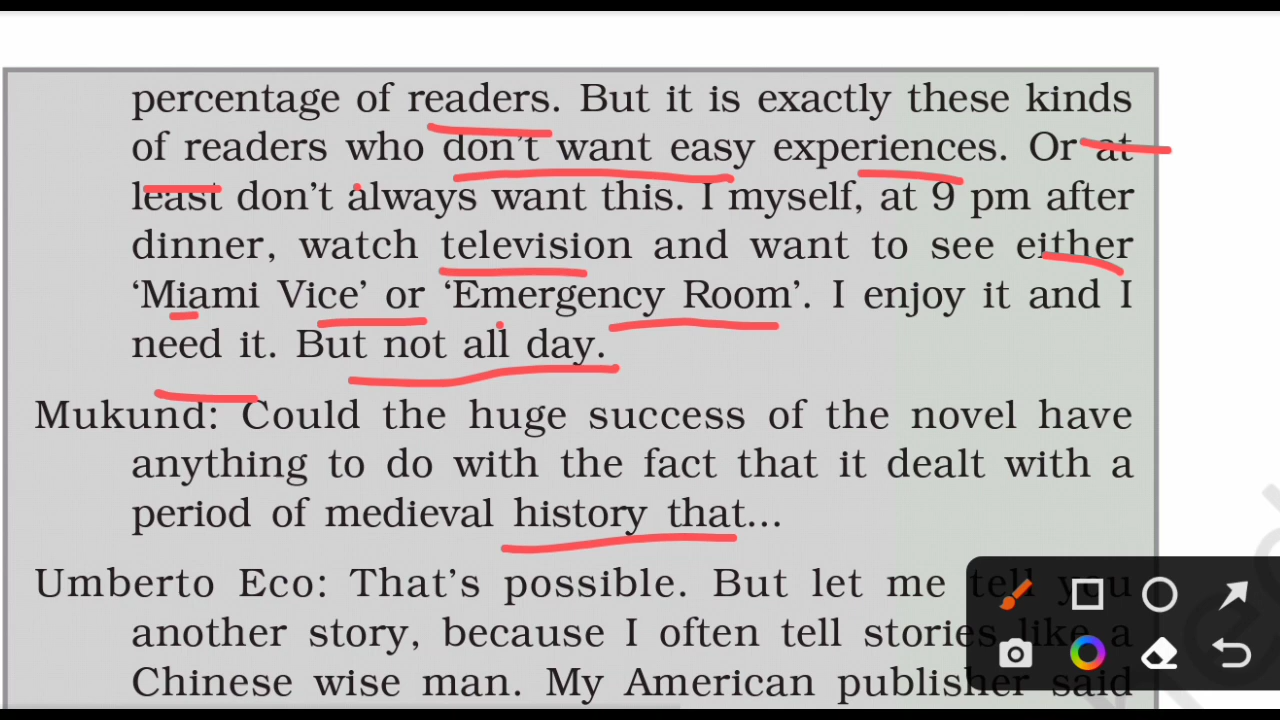 percentage of readers. But it is exactly these kinds
of readers who don't want easy experiences. Or at
least don't always want this. I myself, at 9 pm after
dinner, watch television and want to see either
‘Miami Vice’ or ‘Emergency Room’. I enjoy it and I
need it. But not all day.
Mukund: Could the huge success of the novel have
anything to do with the fact that it dealt with a
period of medieval history that...
Umberto Eco: That's possible. But let me tell you
another story, because I often tell stories like a
Chinese wise man. My American publisher said